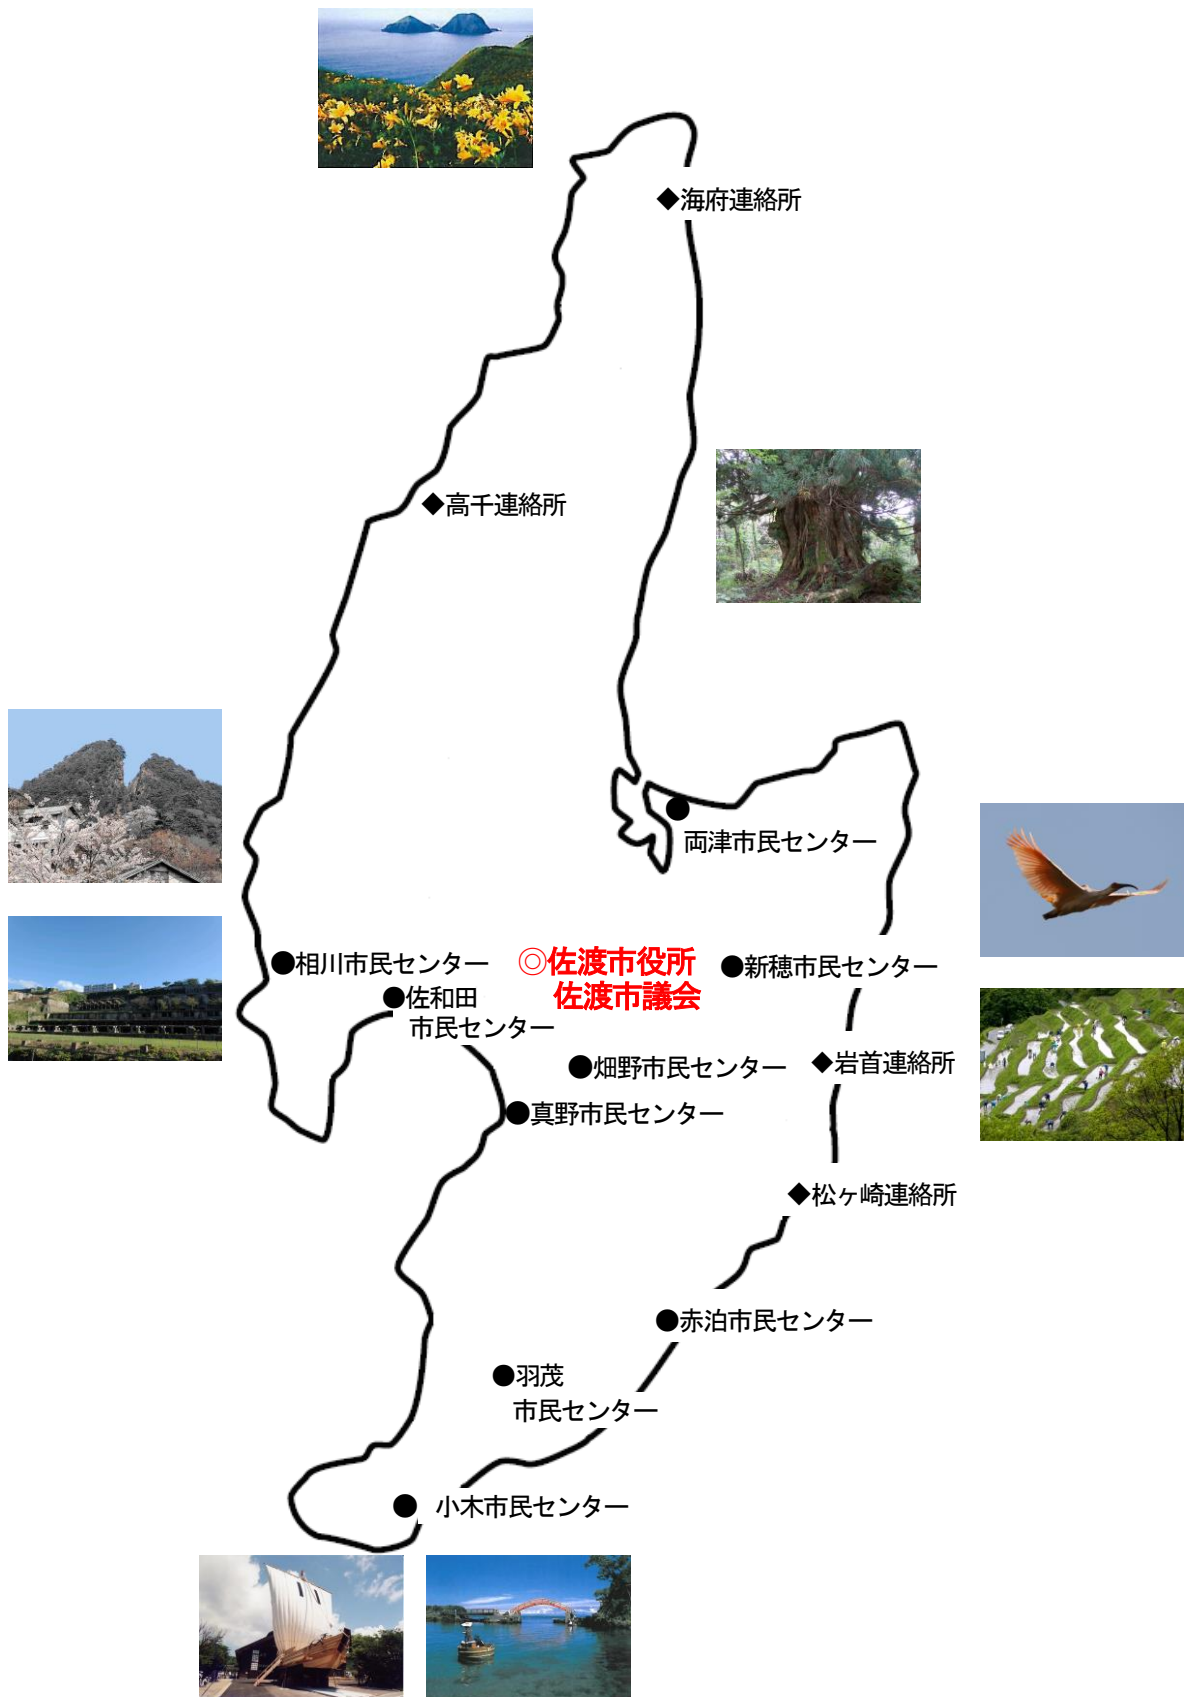 ◆海府連絡所
◆高千連絡所
両津市民センター
●相川市民センター
◎佐渡市役所
佐渡市議会
●新穂市民センター
●佐和田
市民センター
◆岩首連絡所
●畑野市民センター
●真野市民センター
◆松ヶ崎連絡所
●赤泊市民センター
●羽茂
市民センター
● 小木市民センター